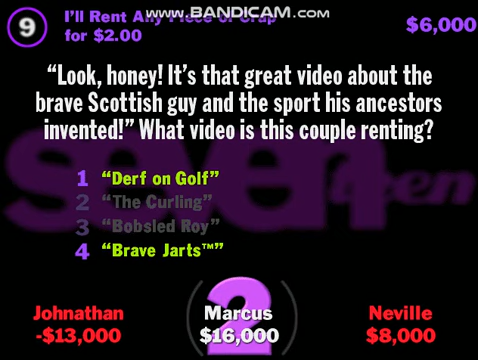 www.BANDICAM.com
9
I'll Rent Any Piece of Crap
for $2.00
$6,000
“Look, honey! It’s that great video about the
brave Scottish guy and the sport his ancestors
invented!” What video is this couple renting?
seventeen
1 “Derf on Golf”
2 “The Curling”
3 “Bobsled Roy”
4 “Brave Jarts™”
2
Johnathan
-$13,000
Marcus
$16,000
Neville
$8,000